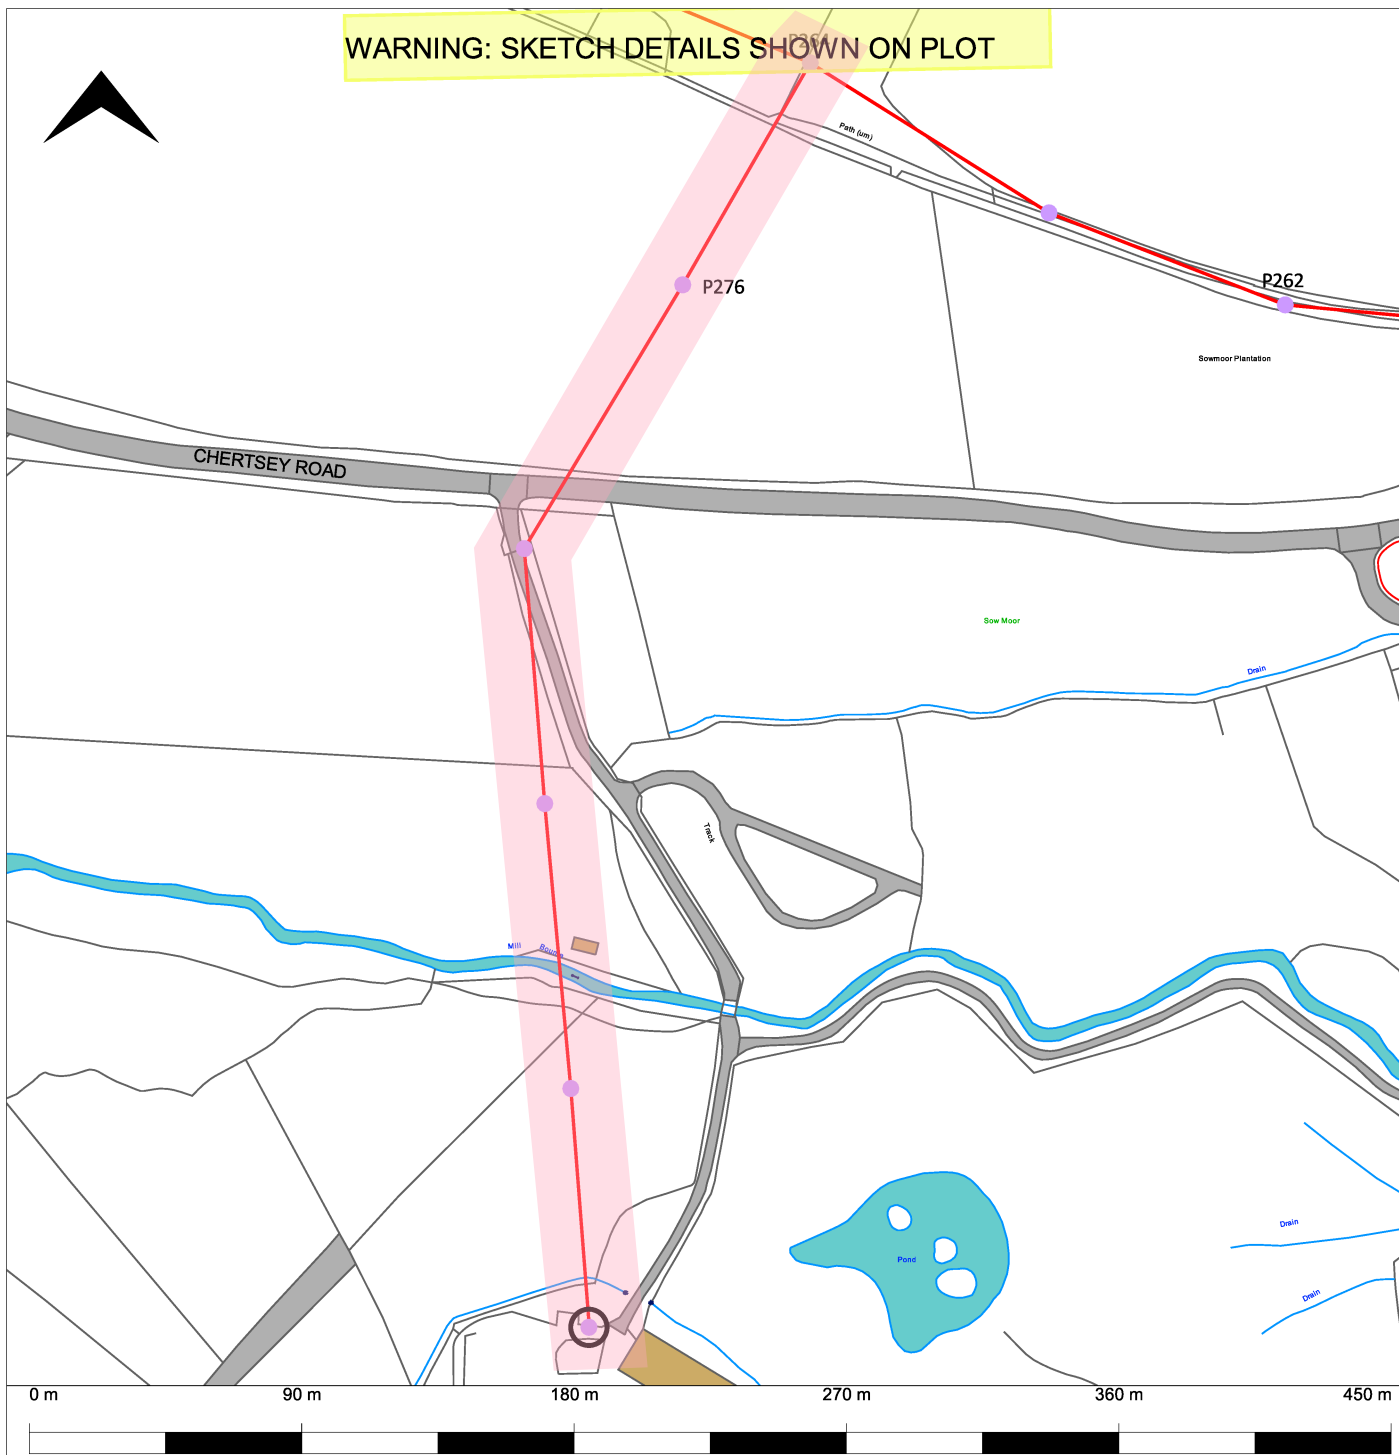 WARNING: SKETCH DETAILS SHOWN ON PLOT
Path (um)
P276
P262
Sowmoor Plantation
CHERTSEY ROAD
Sow Moor
Drain
Track
Mill Bourne
Pond
Drain
Drain
0 m 90 m 180 m 270 m 360 m 450 m